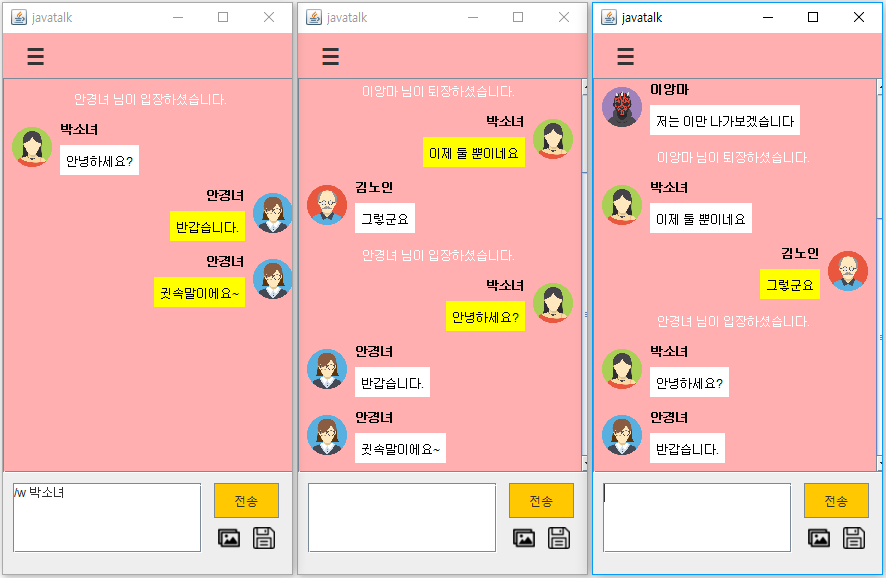 javatalk
안경녀 님이 입장하셨습니다.
박소녀
안녕하세요?
안경녀
반갑습니다.
안경녀
귓속말이에요~
/w 박소녀
전송
javatalk
이앙마 님이 퇴장하셨습니다.
박소녀
이제 둘 뿐이네요
김노인
그렇군요
안경녀 님이 입장하셨습니다.
박소녀
안녕하세요?
안경녀
반갑습니다.
안경녀
귓속말이에요~
전송
javatalk
이앙마
저는 이만 나가보겠습니다
이앙마 님이 퇴장하셨습니다.
박소녀
이제 둘 뿐이네요
김노인
그렇군요
안경녀 님이 입장하셨습니다.
박소녀
안녕하세요?
안경녀
반갑습니다.
전송